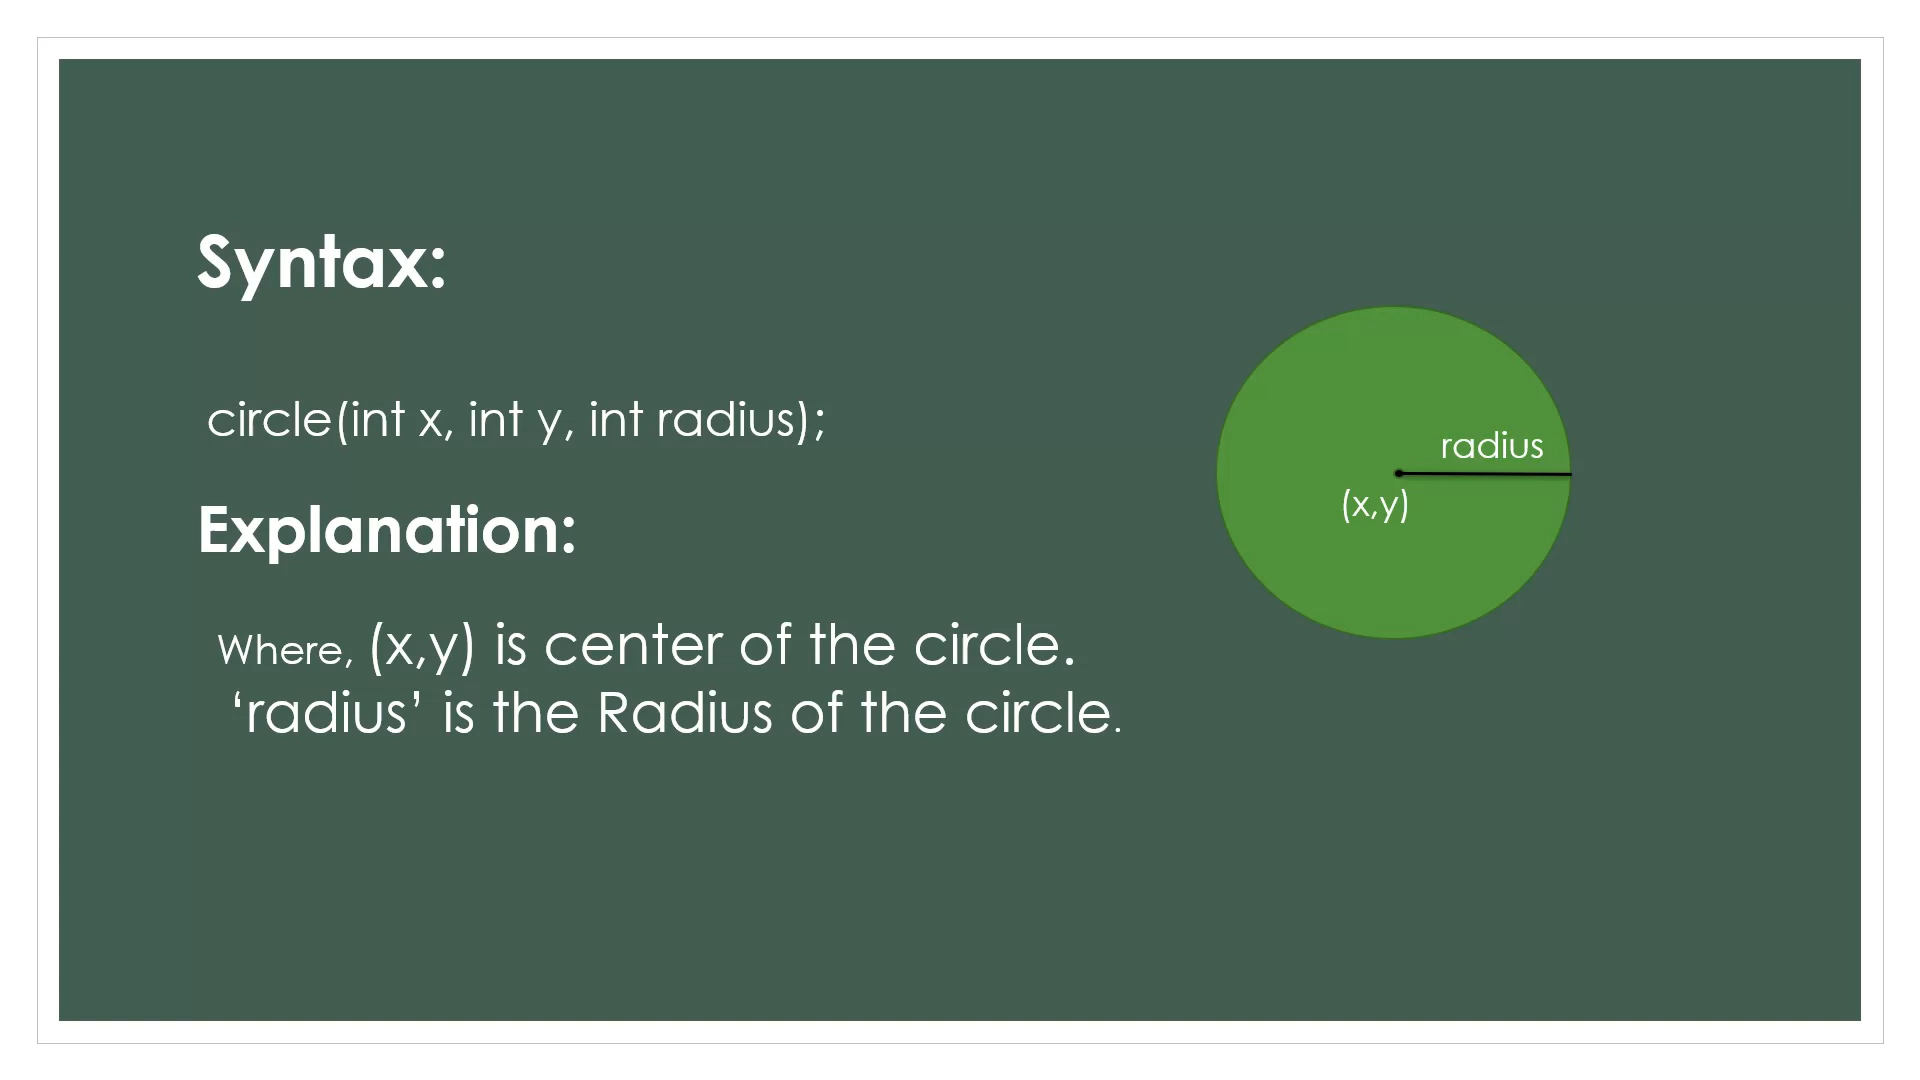 Syntax:
circle(int x, int y, int radius);
Explanation:
Where, (x,y) is center of the circle.
‘radius’ is the Radius of the circle.
radius
(x,y)